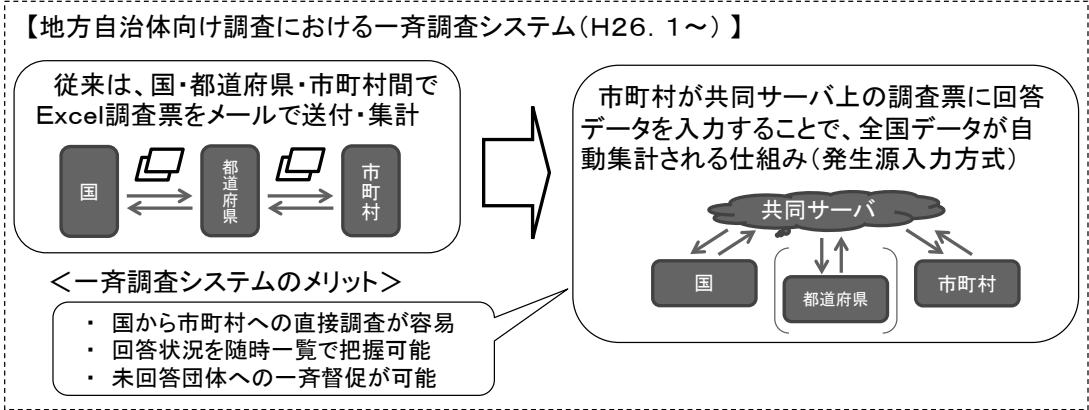 【地方自治体向け調査における一斉調査システム（H26．1～）】
従来は、国・都道府県・市町村間で
Excel調査票をメールで送付・集計
国
都道府県
市町村
市町村が共同サーバ上の調査票に回答
データを入力することで、全国データが自
動集計される仕組み（発生源入力方式）
共同サーバ
国
都道府県
市町村
＜一斉調査システムのメリット＞
・ 国から市町村への直接調査が容易
・ 回答状況を随時一覧で把握可能
・ 未回答団体への一斉督促が可能